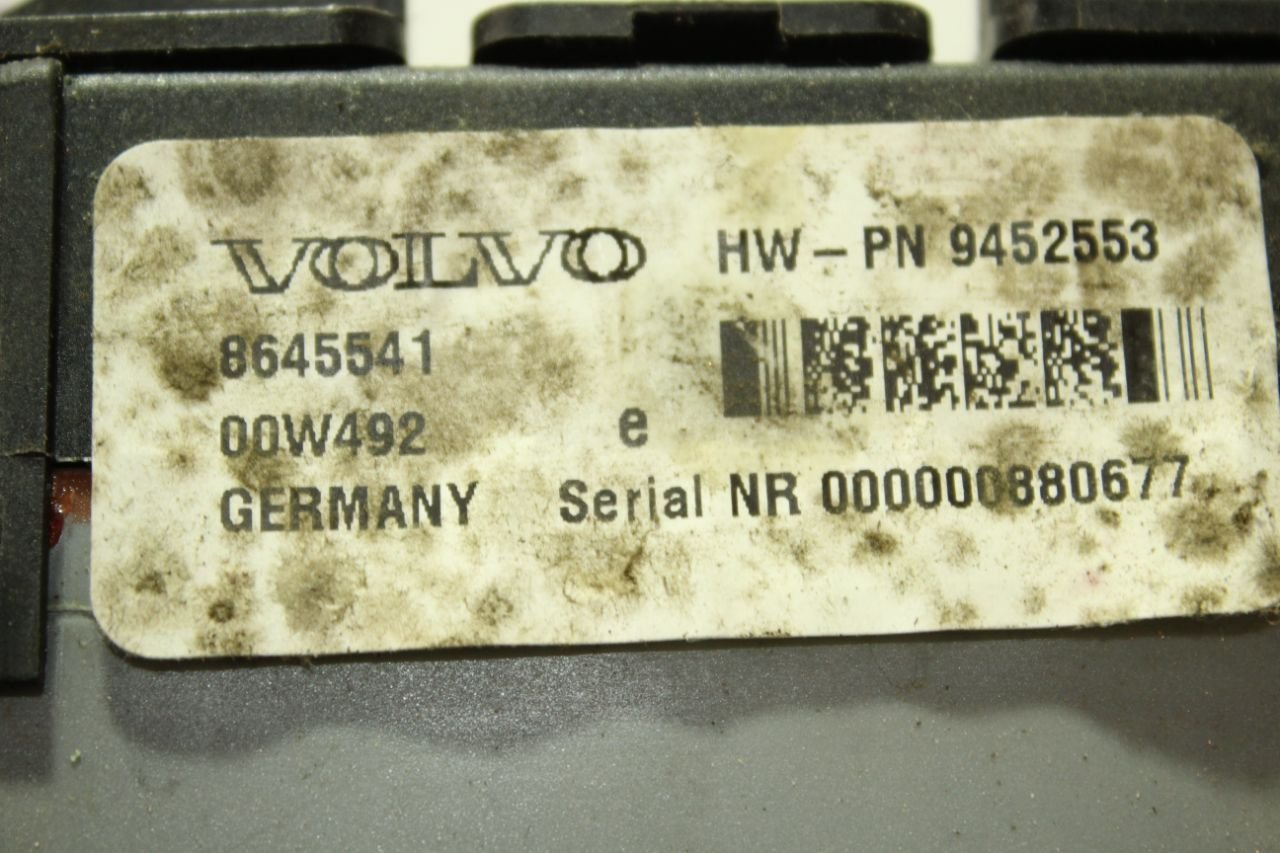 VOLVO HW-PN 9452553
8645541
00W492 e
GERMANY Serial NR 000000880677